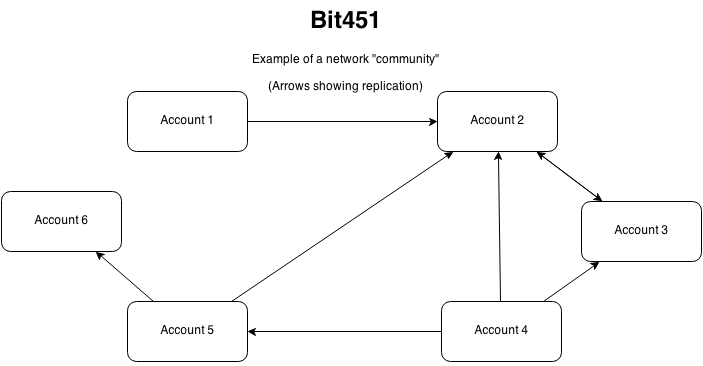 Bit451
Example of a network "community"
(Arrows showing replication)
Account 1
Account 2
Account 6
Account 3
Account 5
Account 4